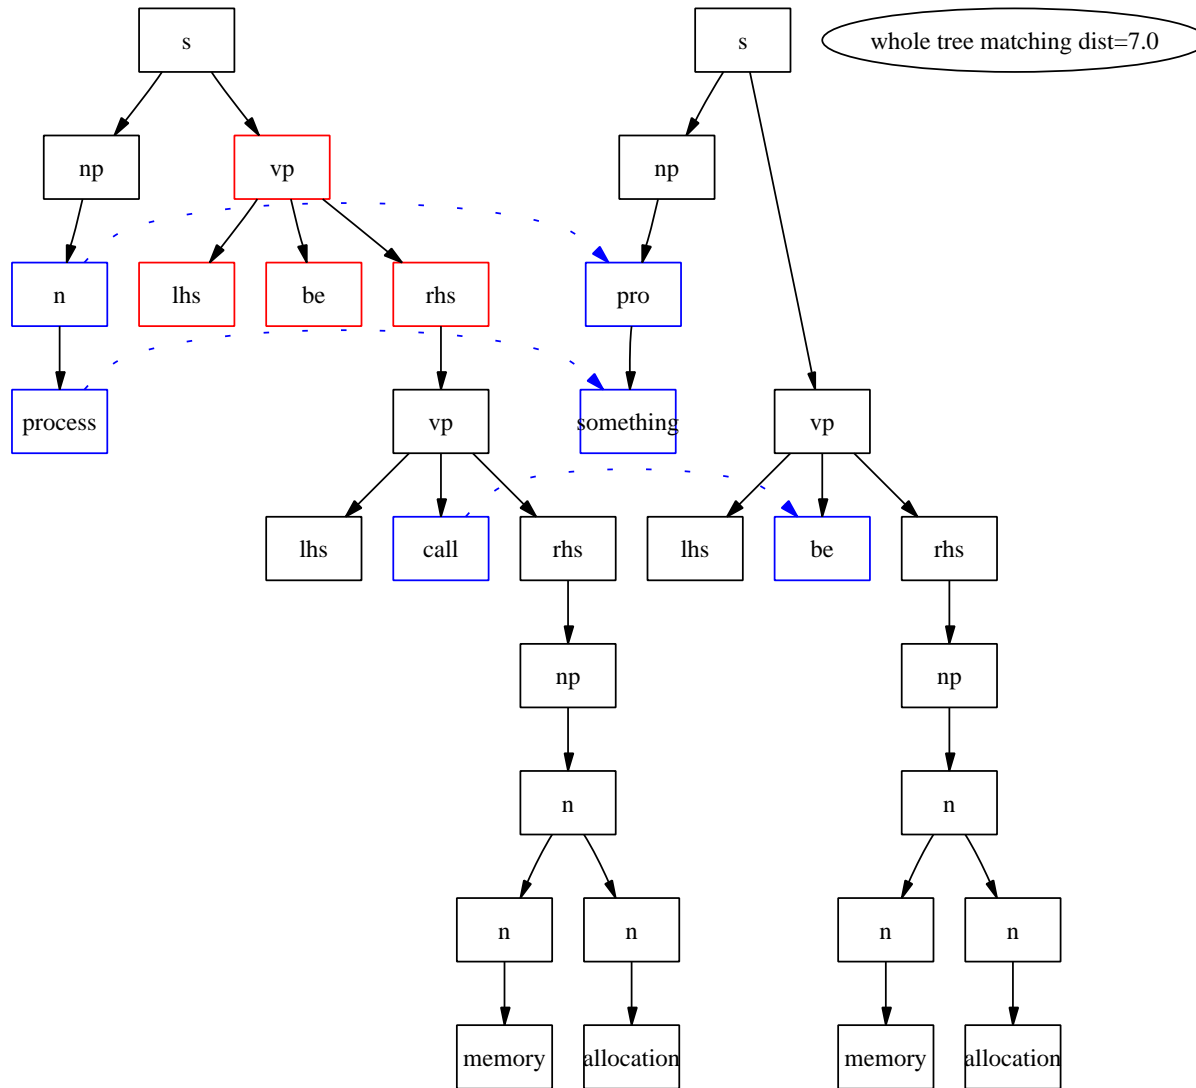 s
s
whole tree matching dist=7.0
np
vp
np
n
lhs
be
rhs
pro
process
vp
something
vp
lhs
call
rhs
lhs
be
rhs
np
np
n
n
n
n
n
n
memory
allocation
memory
allocation